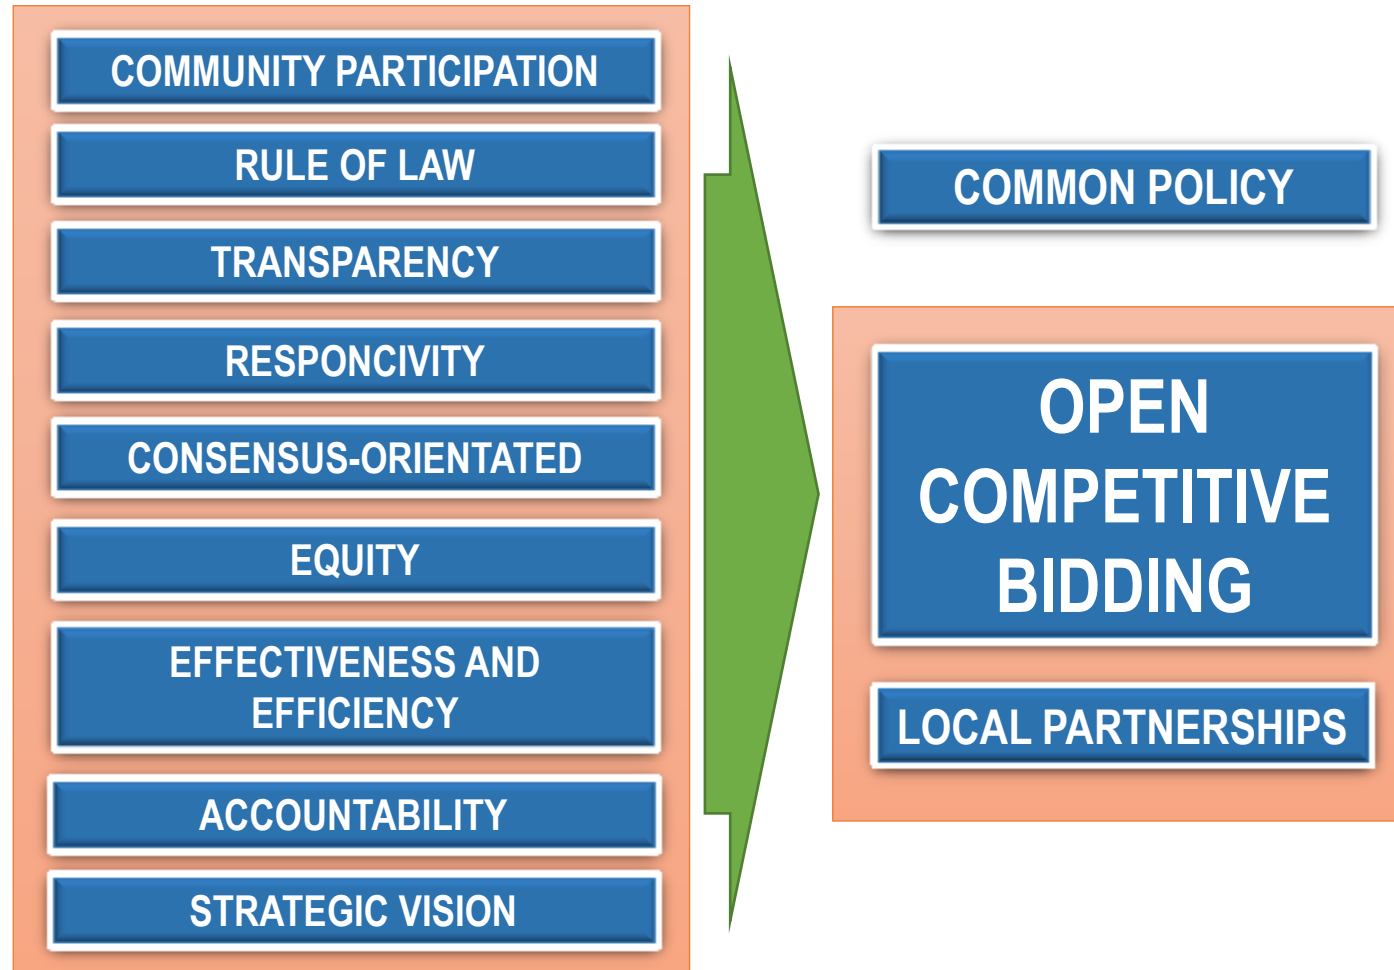 COMMUNITY PARTICIPATION
RULE OF LAW
TRANSPARENCY
RESPONCIVITY
CONSENSUS-ORIENTATED
EQUITY
EFFECTIVENESS AND
EFFICIENCY
ACCOUNTABILITY
STRATEGIC VISION
COMMON POLICY
OPEN
COMPETITIVE
BIDDING
LOCAL PARTNERSHIPS